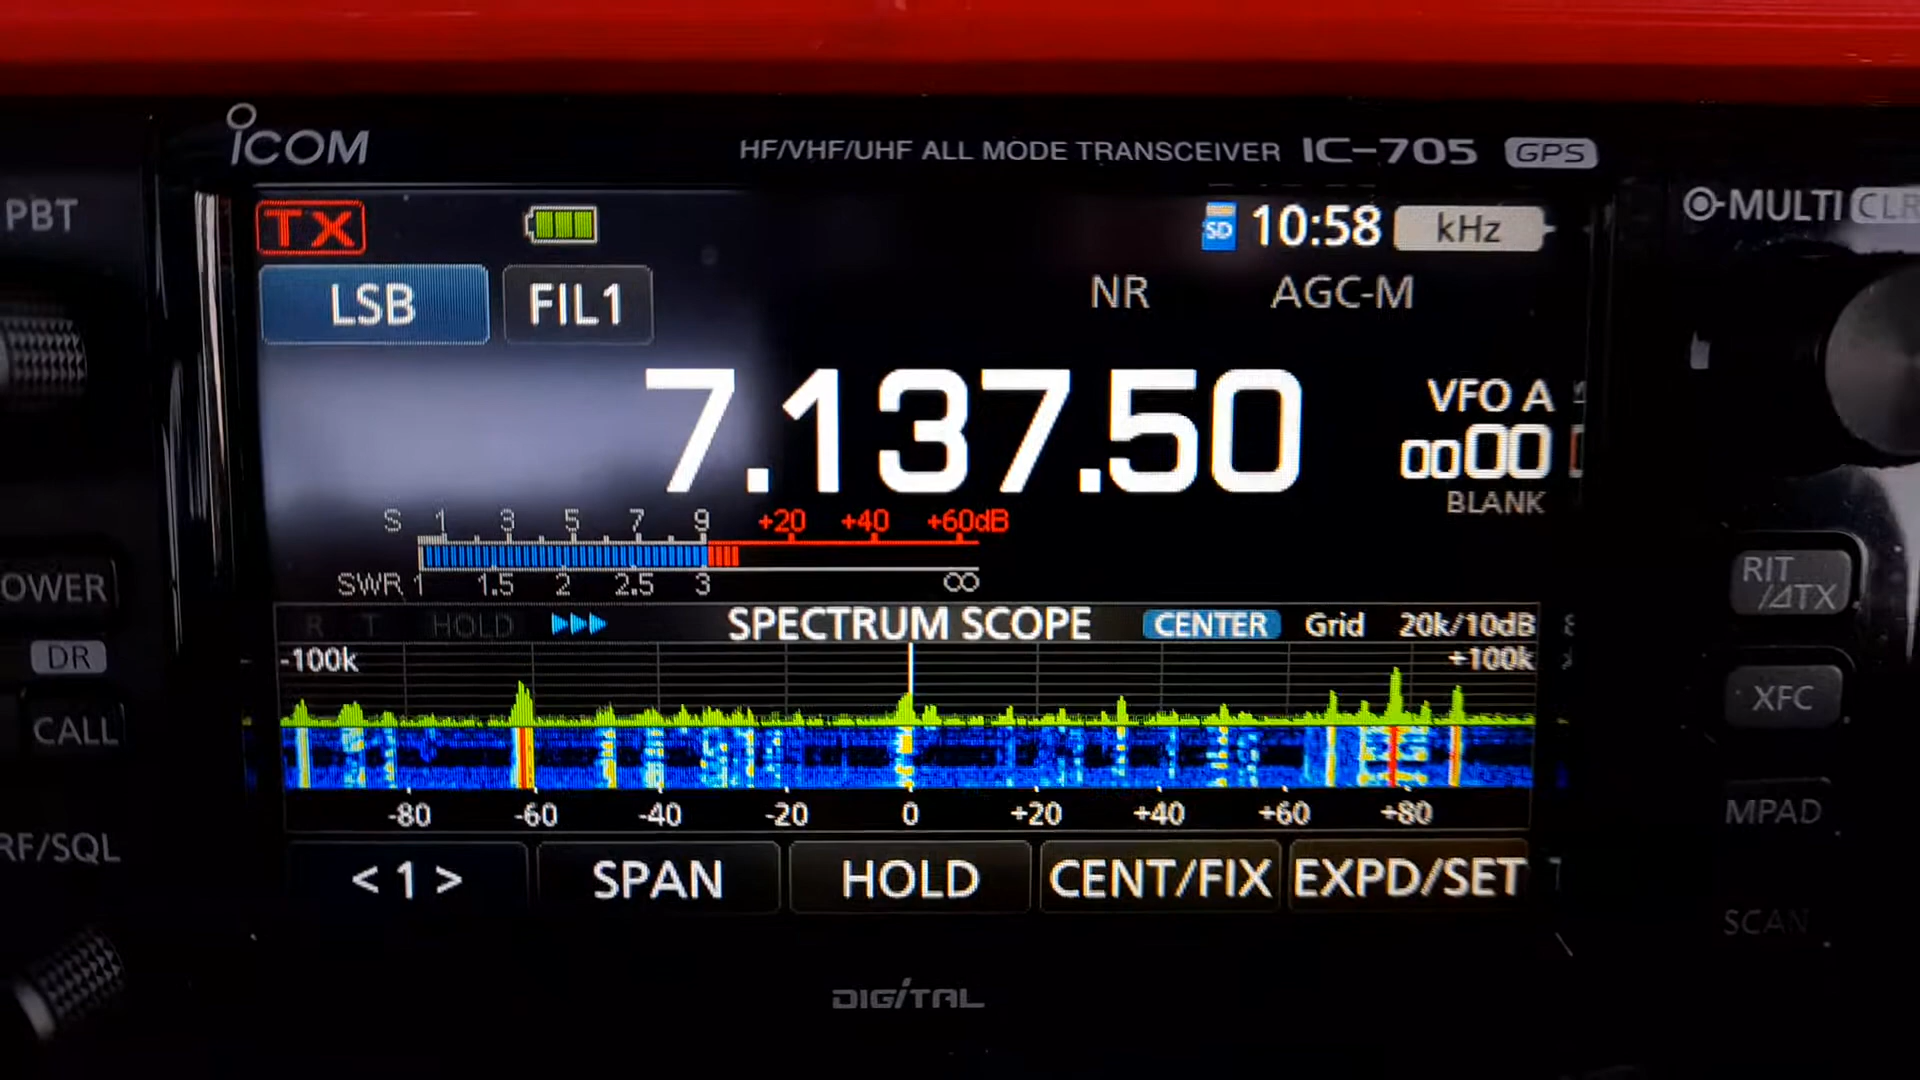 ICOM
HF/VHF/UHF ALL MODE TRANSCEIVER IC-705 GPS
PBT
TX
SD 10:58 kHz
MULTI CLR
LSB FIL1
NR AGC-M
7.137.50
VFO A
0000
BLANK
S 1 3 5 7 9 +20 +40 +60dB
SWR 1 1.5 2 2.5 3 ∞
OWER
RIT
/⊿TX
R T HOLD SPECTRUM SCOPE CENTER Grid 20k/10dB
DR
-100k +100k
XFC
CALL
-80 -60 -40 -20 0 +20 +40 +60 +80
MPAD
RF/SQL
<1> SPAN HOLD CENT/FIX EXPD/SET
SCAN
DIGITAL